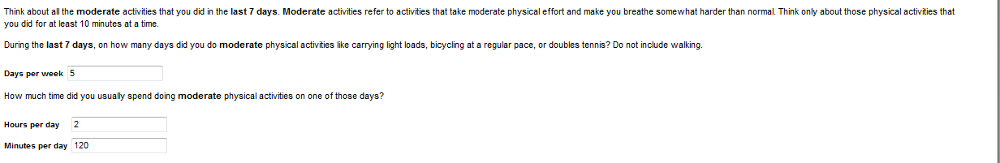 Think about all the moderate activities that you did in the last 7 days. Moderate activities refer to activities that take moderate physical effort and make you breathe somewhat harder than normal. Think only about those physical activities that
you did for at least 10 minutes at a time.
During the last 7 days, on how many days did you do moderate physical activities like carrying light loads, bicycling at a regular pace, or doubles tennis? Do not include walking.
Days per week 5
How much time did you usually spend doing moderate physical activities on one of those days?
Hours per day 2
Minutes per day 120